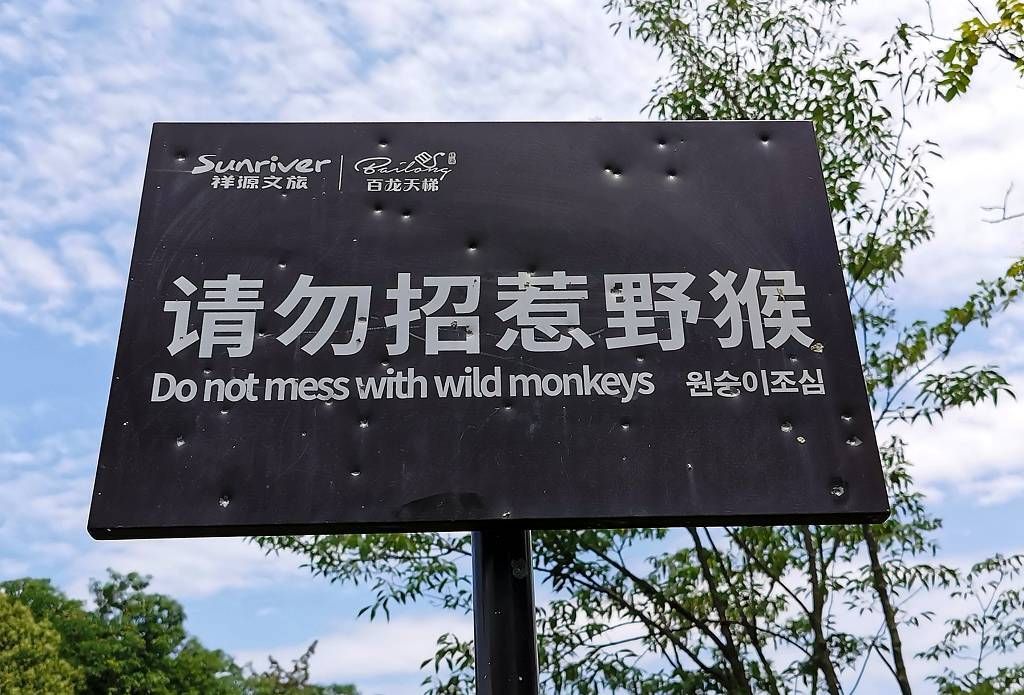 Sunriver Bailong
祥源文旅 百龙天梯
请勿招惹野猴
Do not mess with wild monkeys 원숭이조심